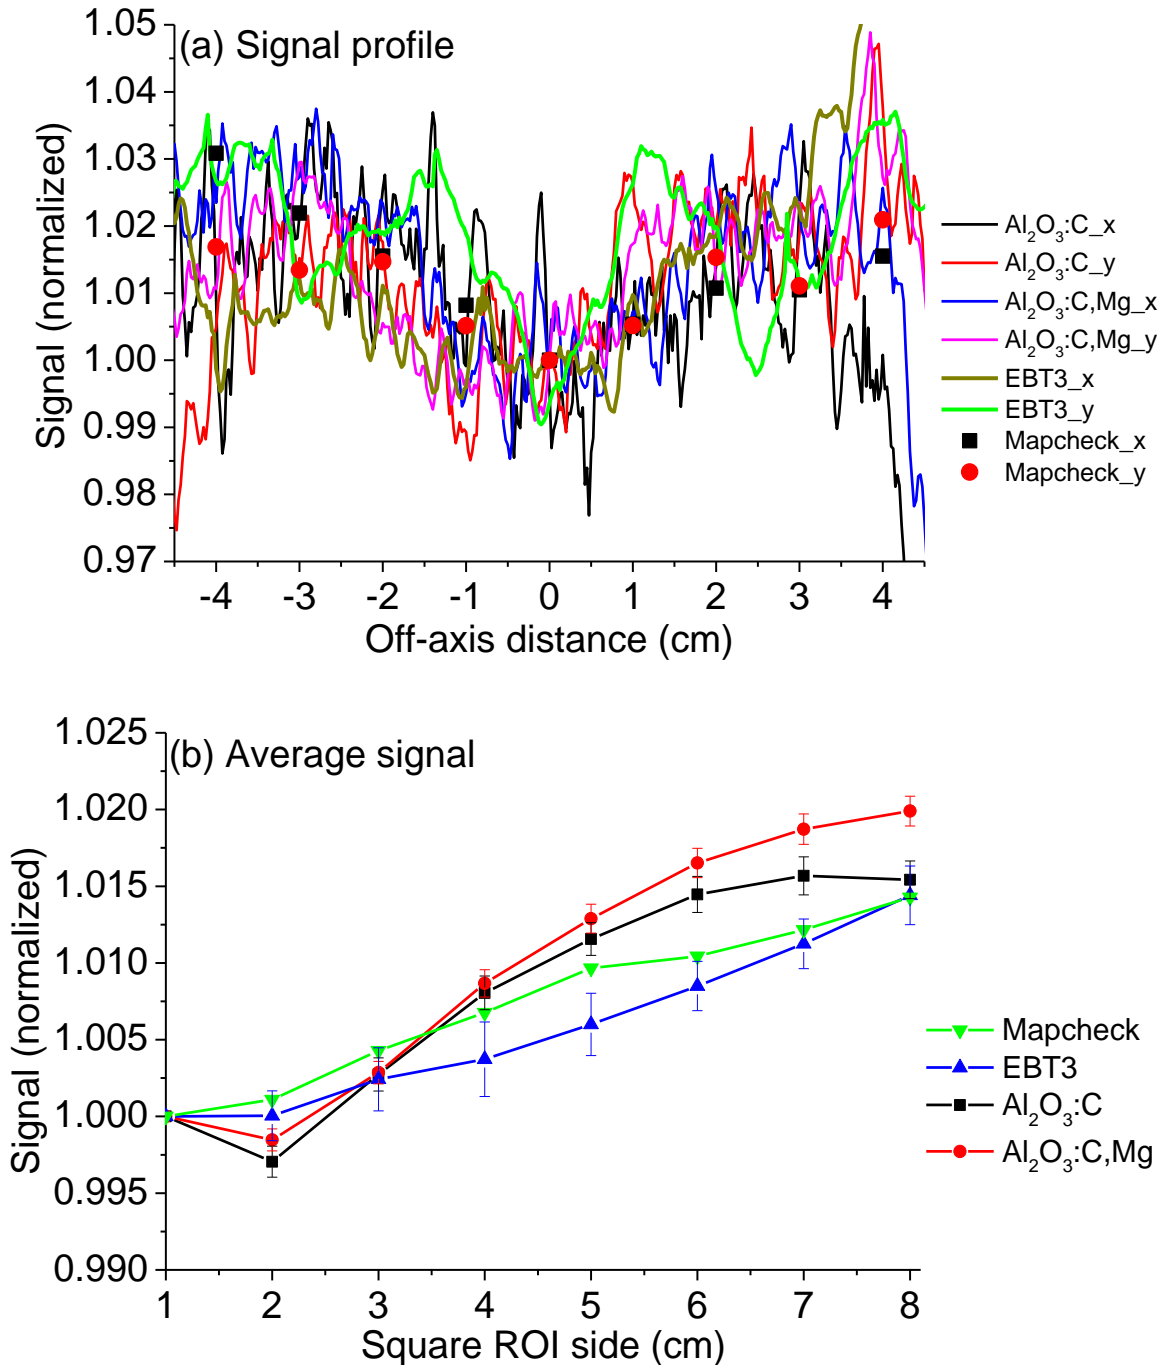 (a) Signal profile
1.05
1.04
1.03
1.02
1.01
1.00
0.99
0.98
0.97
Signal (normalized)
-4 -3 -2 -1 0 1 2 3 4
Off-axis distance (cm)
Al₂O₃:C_x
Al₂O₃:C_y
Al₂O₃:C,Mg_x
Al₂O₃:C,Mg_y
EBT3_x
EBT3_y
Mapcheck_x
Mapcheck_y
(b) Average signal
1.025
1.020
1.015
1.010
1.005
1.000
0.995
0.990
Signal (normalized)
1 2 3 4 5 6 7 8
Square ROI side (cm)
Mapcheck
EBT3
Al₂O₃:C
Al₂O₃:C,Mg